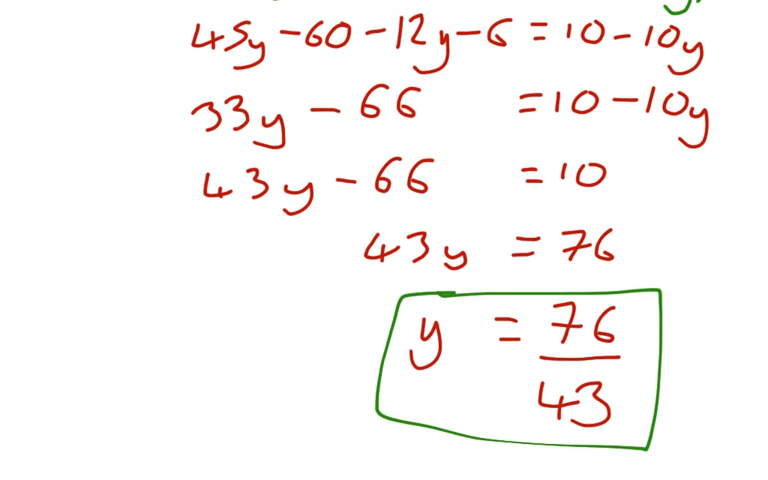 45y - 60 - 12y - 6 = 10 - 10y
33y - 66 = 10 - 10y
43y - 66 = 10
43y = 76
y = 76/43